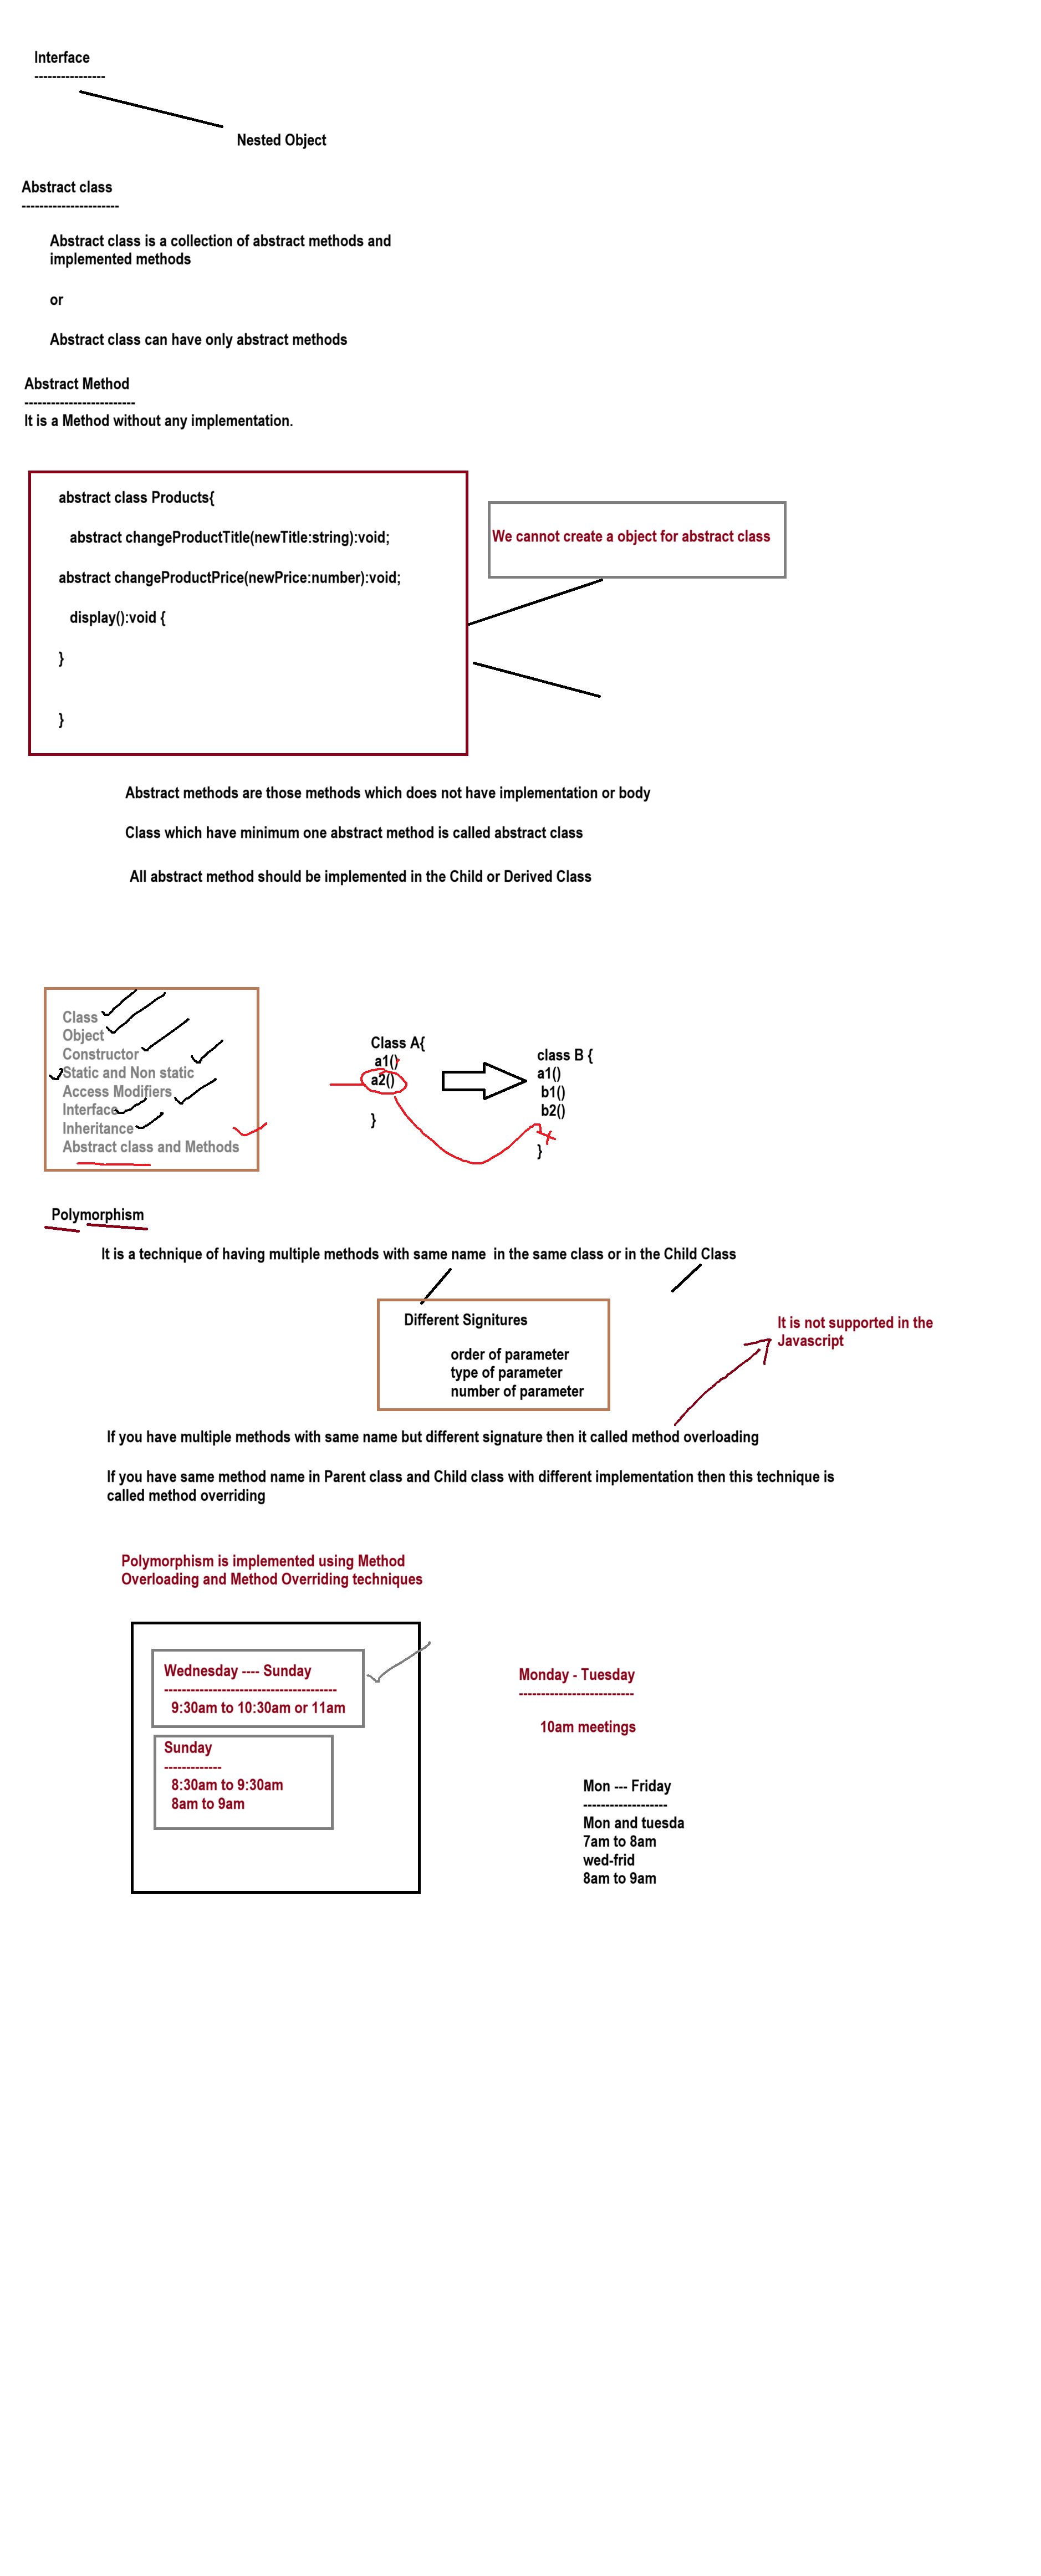 Interface
----------------
Nested Object
Abstract class
----------------------
Abstract class is a collection of abstract methods and
implemented methods
or
Abstract class can have only abstract methods
Abstract Method
-------------------------
It is a Method without any implementation.
abstract class Products{
abstract changeProductTitle(newTitle:string):void;
abstract changeProductPrice(newPrice:number):void;
display():void {
}
}
We cannot create a object for abstract class
Abstract methods are those methods which does not have implementation or body
Class which have minimum one abstract method is called abstract class
All abstract method should be implemented in the Child or Derived Class
Class
Object
Constructor
Static and Non static
Access Modifiers
Interface
Inheritance
Abstract class and Methods
Class A{
a1()
a2()
}
class B {
a1()
b1()
b2()
}
Polymorphism
It is a technique of having multiple methods with same name  in the same class or in the Child Class
Different Signitures
order of parameter
type of parameter
number of parameter
It is not supported in the
Javascript
If you have multiple methods with same name but different signature then it called method overloading
If you have same method name in Parent class and Child class with different implementation then this technique is
called method overriding
Polymorphism is implemented using Method
Overloading and Method Overriding techniques
Wednesday ---- Sunday
---------------------------------------
9:30am to 10:30am or 11am
Sunday
-------------
8:30am to 9:30am
8am to 9am
Monday - Tuesday
--------------------------
10am meetings
Mon --- Friday
-------------------
Mon and tuesda
7am to 8am
wed-frid
8am to 9am